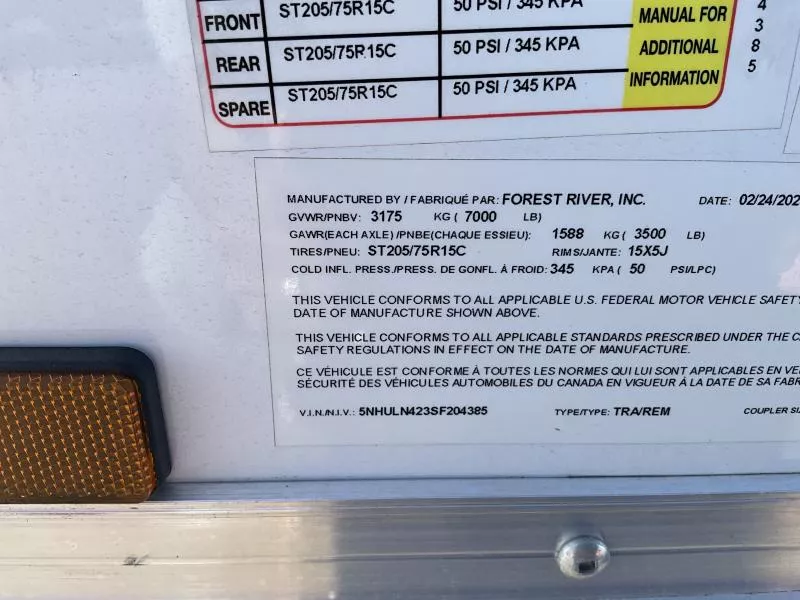 4
FRONT ST205/75R15C 50 PSI / 345 KPA MANUAL FOR 3
REAR ST205/75R15C 50 PSI / 345 KPA ADDITIONAL 8
SPARE ST205/75R15C 50 PSI / 345 KPA INFORMATION 5
MANUFACTURED BY / FABRIQUÉ PAR: FOREST RIVER, INC. DATE: 02/24/202
GVWR/PNBV: 3175 KG ( 7000 LB)
GAWR(EACH AXLE) /PNBE(CHAQUE ESSIEU): 1588 KG ( 3500 LB)
TIRES/PNEU: ST205/75R15C RIMS/JANTE: 15X5J
COLD INFL. PRESS./PRESS. DE GONFL. À FROID: 345 KPA ( 50 PSI/LPC)
THIS VEHICLE CONFORMS TO ALL APPLICABLE U.S. FEDERAL MOTOR VEHICLE SAFETY
DATE OF MANUFACTURE SHOWN ABOVE.
THIS VEHICLE CONFORMS TO ALL APPLICABLE STANDARDS PRESCRIBED UNDER THE C
SAFETY REGULATIONS IN EFFECT ON THE DATE OF MANUFACTURE.
CE VÉHICULE EST CONFORME À TOUTES LES NORMES QUI LUI SONT APPLICABLES EN VE
SÉCURITÉ DES VÉHICULES AUTOMOBILES DU CANADA EN VIGUEUR À LA DATE DE SA FABR
V.I.N./N.I.V.: 5NHULN423SF204385 TYPE/TYPE: TRA/REM COUPLER SI